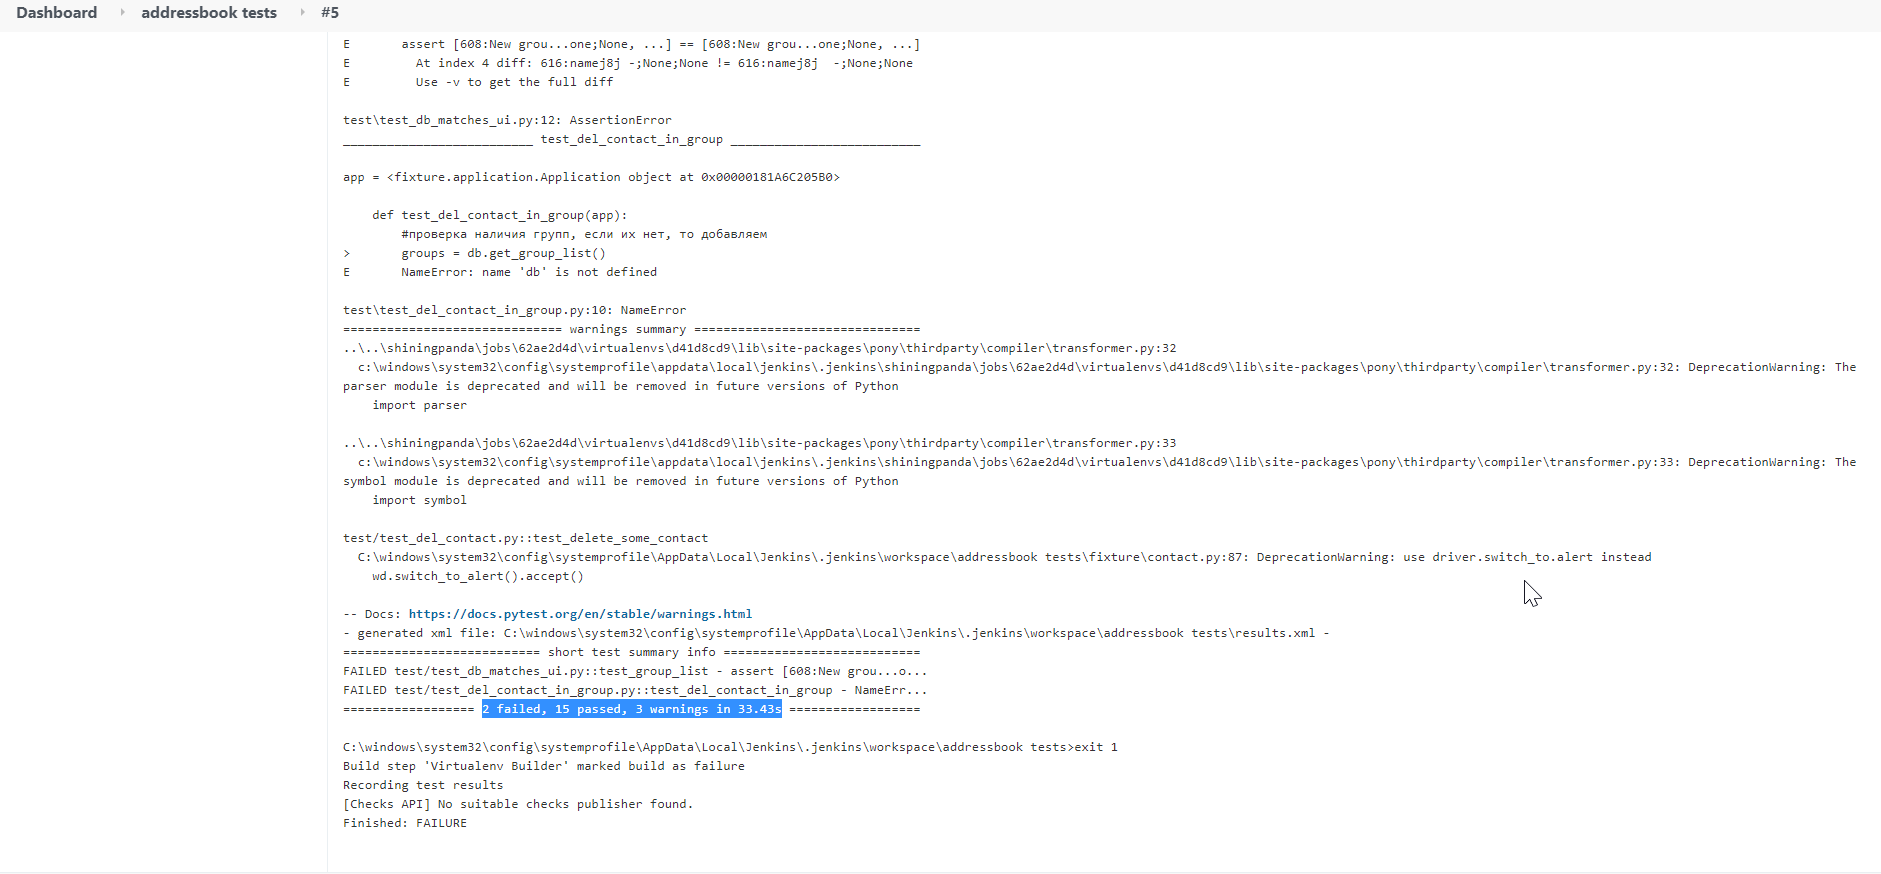 Dashboard addressbook tests #5
E       assert [608:New grou...one;None, ...] == [608:New grou...one;None, ...]
E         At index 4 diff: 616:namej8j -;None;None != 616:namej8j  -;None;None
E         Use -v to get the full diff
test\test_db_matches_ui.py:12: AssertionError
__________________________ test_del_contact_in_group __________________________
app = <fixture.application.Application object at 0x00000181A6C205B0>
    def test_del_contact_in_group(app):
        #проверка наличия групп, если их нет, то добавляем
>       groups = db.get_group_list()
E       NameError: name 'db' is not defined
test\test_del_contact_in_group.py:10: NameError
============================== warnings summary ===============================
..\..\shiningpanda\jobs\62ae2d4d\virtualenvs\d41d8cd9\lib\site-packages\pony\thirdparty\compiler\transformer.py:32
  c:\windows\system32\config\systemprofile\appdata\local\jenkins\.jenkins\shiningpanda\jobs\62ae2d4d\virtualenvs\d41d8cd9\lib\site-packages\pony\thirdparty\compiler\transformer.py:32: DeprecationWarning: The
parser module is deprecated and will be removed in future versions of Python
    import parser
..\..\shiningpanda\jobs\62ae2d4d\virtualenvs\d41d8cd9\lib\site-packages\pony\thirdparty\compiler\transformer.py:33
  c:\windows\system32\config\systemprofile\appdata\local\jenkins\.jenkins\shiningpanda\jobs\62ae2d4d\virtualenvs\d41d8cd9\lib\site-packages\pony\thirdparty\compiler\transformer.py:33: DeprecationWarning: The
symbol module is deprecated and will be removed in future versions of Python
    import symbol
test/test_del_contact.py::test_delete_some_contact
  C:\windows\system32\config\systemprofile\AppData\Local\Jenkins\.jenkins\workspace\addressbook tests\fixture\contact.py:87: DeprecationWarning: use driver.switch_to.alert instead
    wd.switch_to_alert().accept()
-- Docs: https://docs.pytest.org/en/stable/warnings.html
- generated xml file: C:\windows\system32\config\systemprofile\AppData\Local\Jenkins\.jenkins\workspace\addressbook tests\results.xml -
=========================== short test summary info ===========================
FAILED test/test_db_matches_ui.py::test_group_list - assert [608:New grou...o...
FAILED test/test_del_contact_in_group.py::test_del_contact_in_group - NameErr...
================== 2 failed, 15 passed, 3 warnings in 33.43s ==================
C:\windows\system32\config\systemprofile\AppData\Local\Jenkins\.jenkins\workspace\addressbook tests>exit 1
Build step 'Virtualenv Builder' marked build as failure
Recording test results
[Checks API] No suitable checks publisher found.
Finished: FAILURE